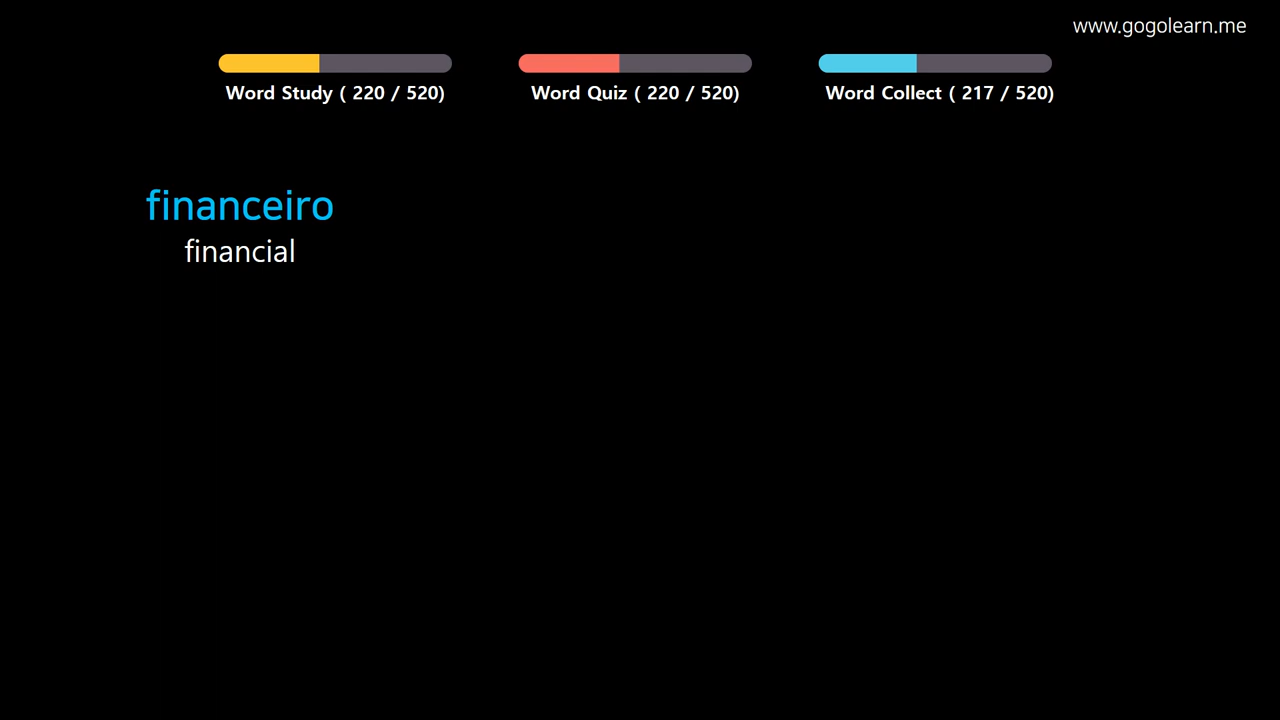 www.gogolearn.me
Word Study ( 220 / 520)
Word Quiz ( 220 / 520)
Word Collect ( 217 / 520)
financeiro
financial